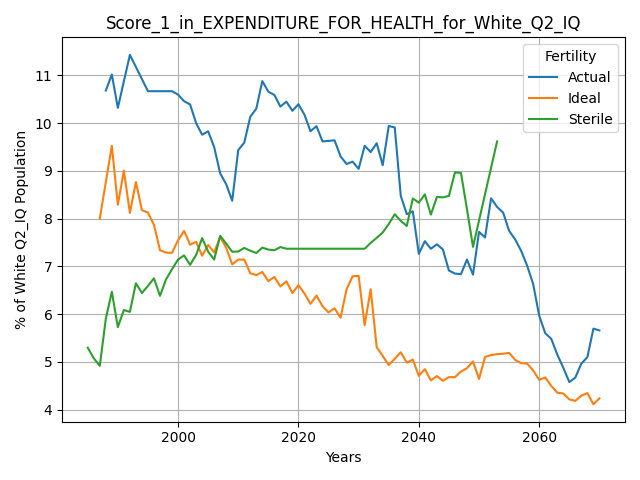 Score_1_in_EXPENDITURE_FOR_HEALTH_for_White_Q2_IQ
Fertility
Actual
Ideal
Sterile
% of White Q2_IQ Population
11
10
9
8
7
6
5
4
2000 2020 2040 2060
Years